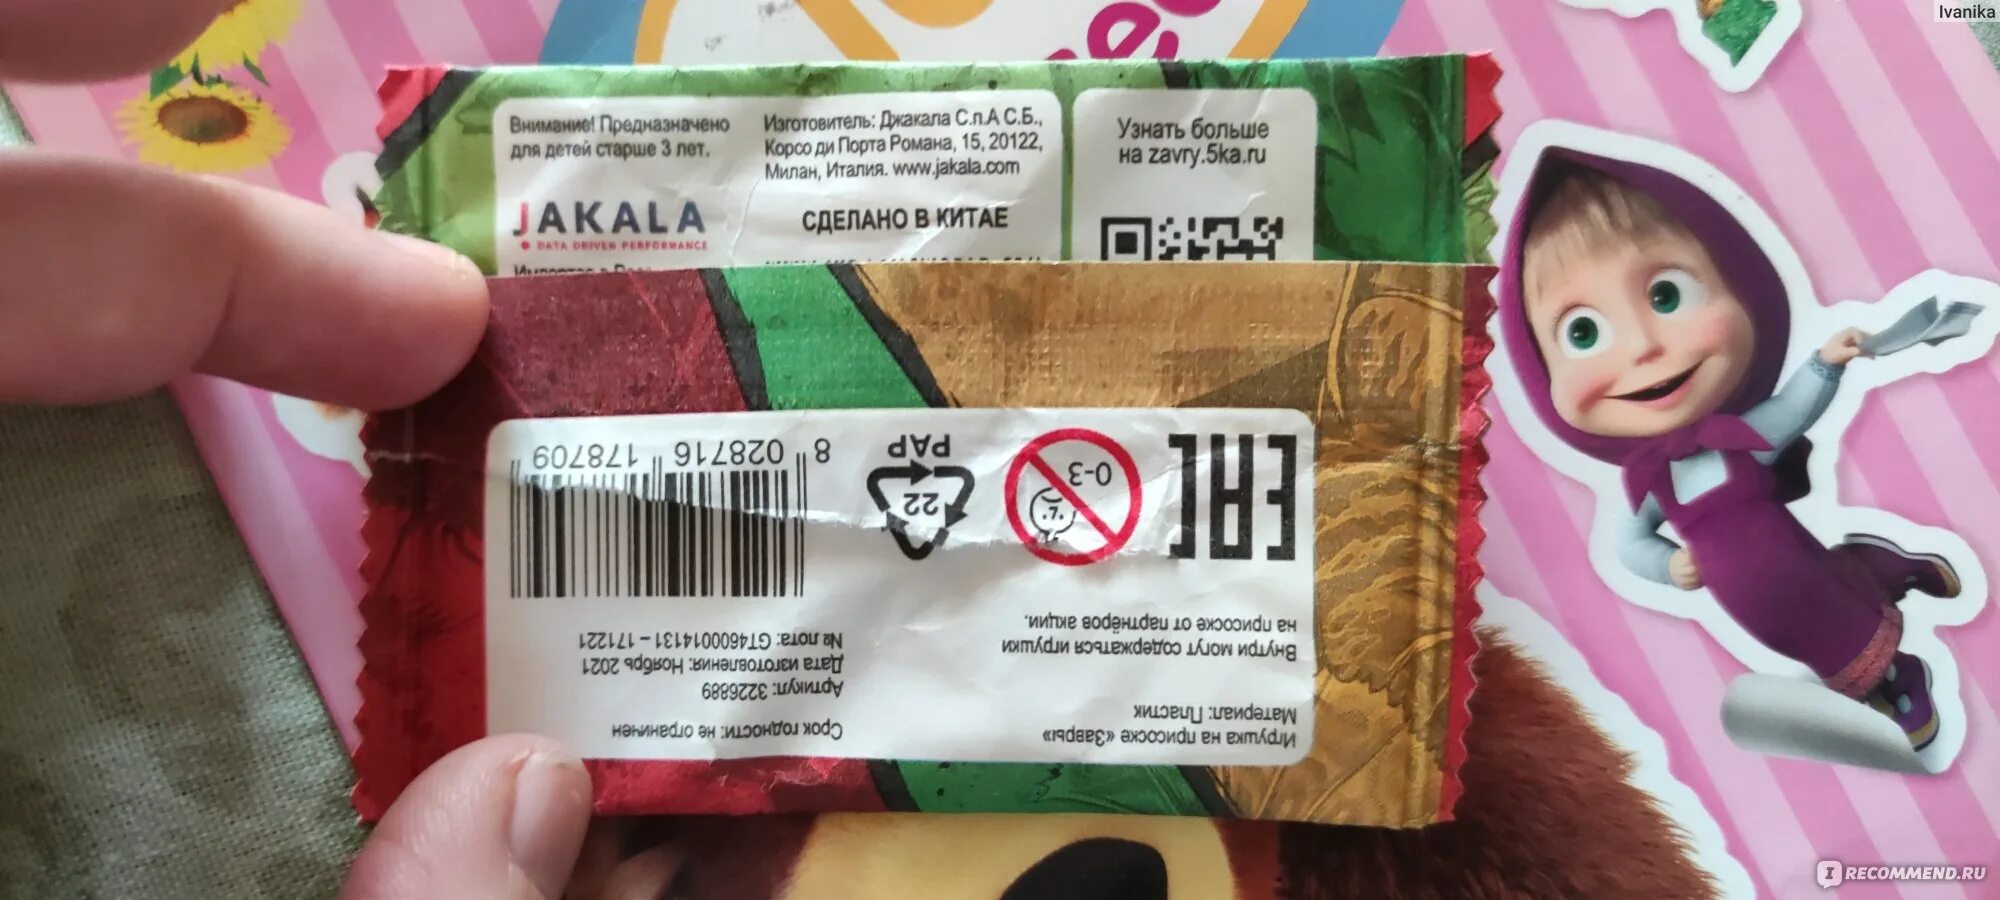 Ivanika
Внимание! Предназначено
для детей старше 3 лет.
JAKALA
DATA DRIVEN PERFORMANCE
Изготовитель: Джакала С.п.А С.Б.,
Корсо ди Порта Романа, 15, 20122,
Милан, Италия. www.jakala.com
СДЕЛАНО В КИТАЕ
Узнать больше
на zavry.5ka.ru
Игрушка на присоске «Завры»
Материал: Пластик
Внутри могут содержаться игрушки
на присоске от партнёров акции.
Срок годности: не ограничен
Артикул: 3226889
Дата изготовления: Ноябрь 2021
№ лота: GT4600014131 – 171221
EAC
0-3
22
PAP
8 028716 178709
IRECOMMEND.RU